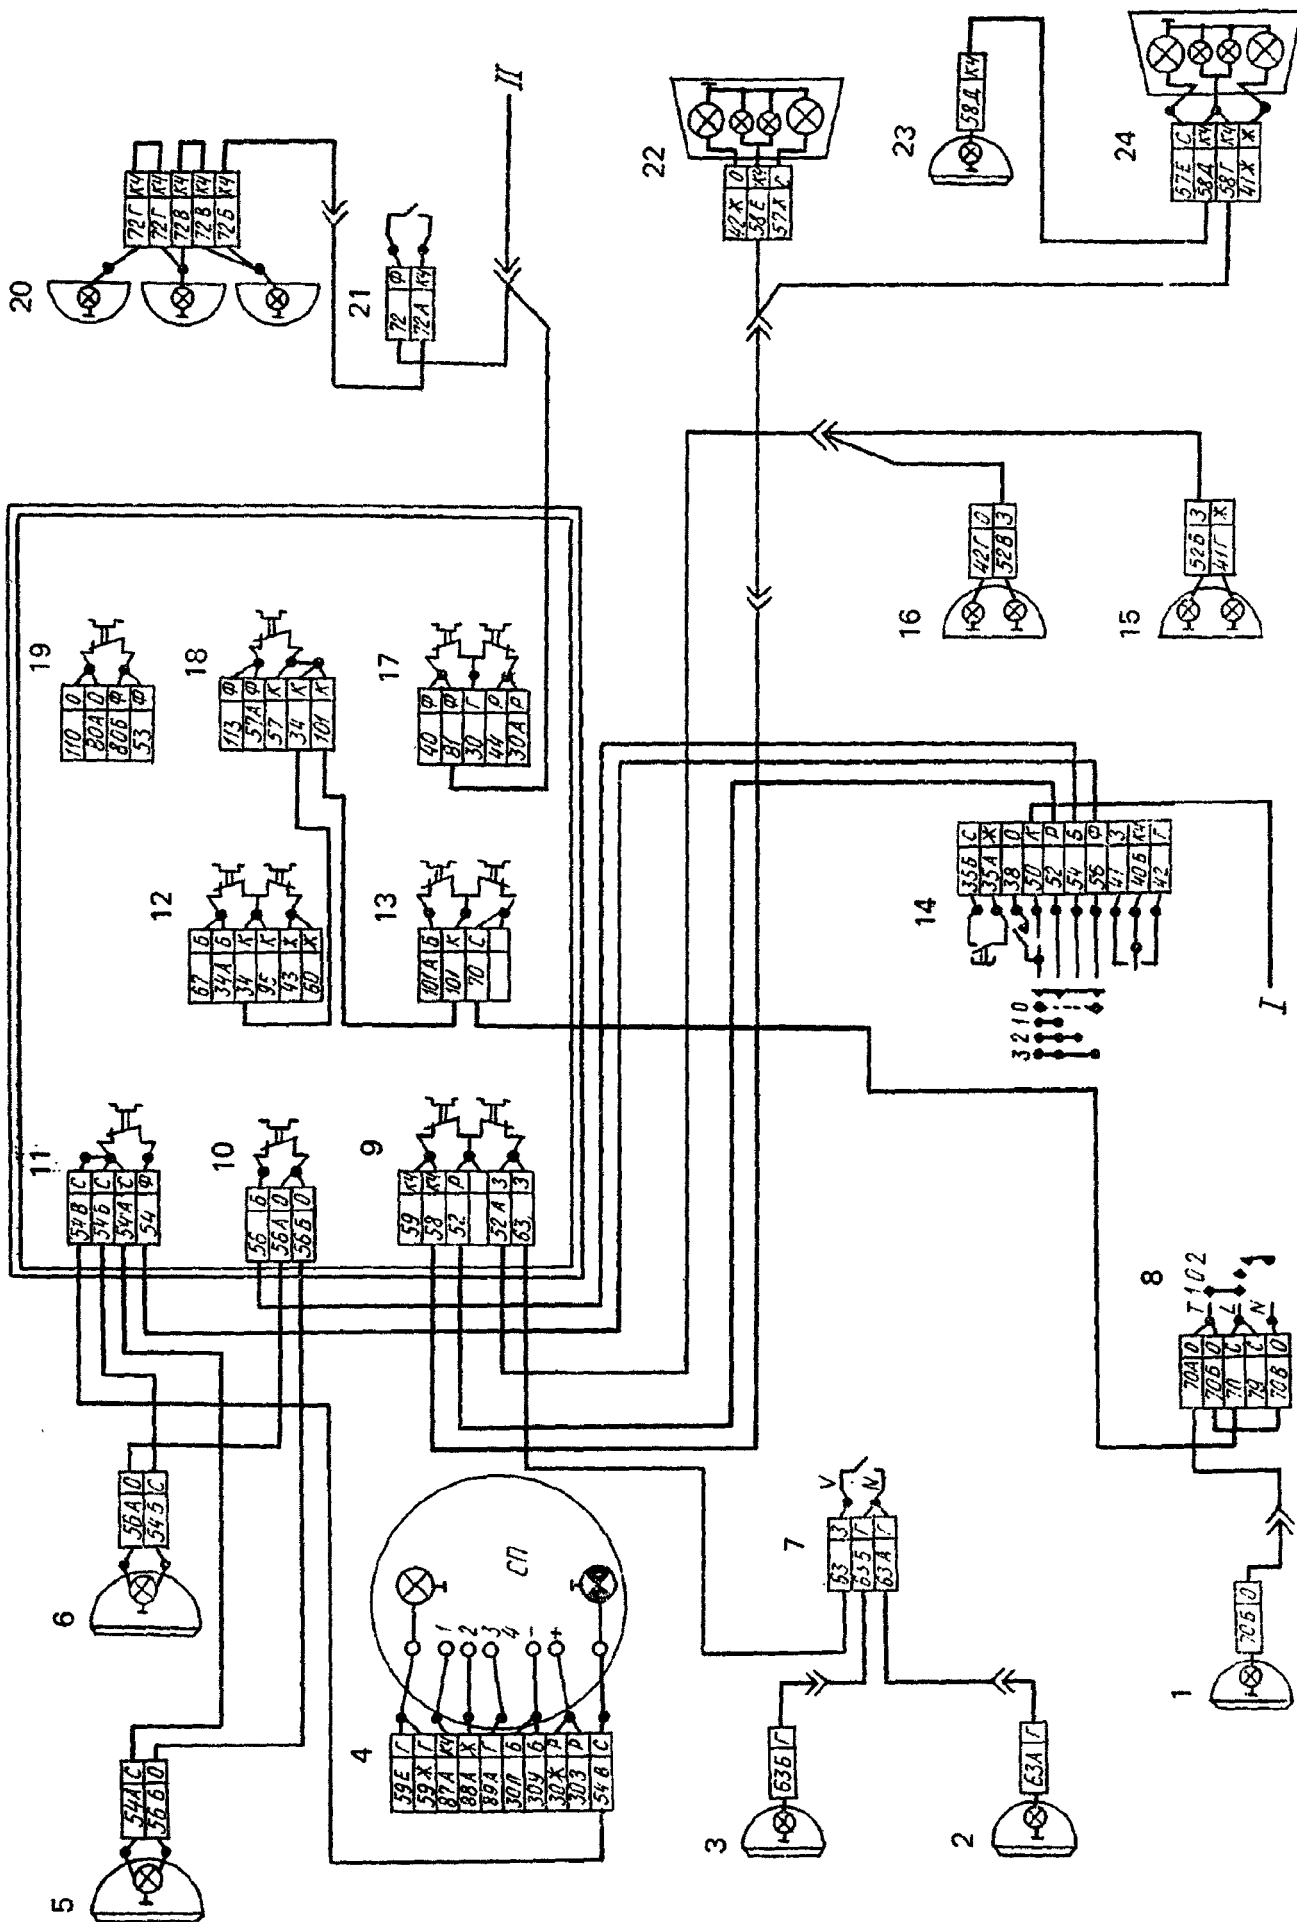 20
72Г КЧ
72Г КЧ
72В КЧ
72В КЧ
72Б КЧ
21
72 Ф
72А КЧ
II
22
42Ж О
58Е КЧ
57Ж С
23
58Д КЧ
24
57Е С
58Д КЧ
58Г КЧ
41Ж Ж
19
110 О
80А О
80Б Ф
53 Ф
18
113 Ф
57А Ф
57 К
34 К
101 К
17
40 Ф
81 Ф
30 Г
44 Р
30А Р
16
42Г О
52В З
15
52Б З
41Г Ж
12
67 Б
34А Б
34 К
95 К
43 Ж
60 Ж
13
101А Б
101 К
70 С
14
35Б С
35А Ж
38 О
50 К
52 Р
54 Б
56 Ф
41 З
40Б КЧ
42 Г
3 2 1 0
I
11
54В С
54Б С
54А С
54 Ф
10
56 Б
56А О
56Б О
9
59 КЧ
58 КЧ
52 Р
52А З
63 З
8
70А О
70Б О
70 С
79 С
70В О
T 1 0 2
L
N
6
56А О
54Б С
5
54А С
56Б О
4
59Е Г
59Ж Г
87А КЧ
88А Ж
89А Г
30Л Б
30У Б
30Ж Р
30З Р
54В С
1
2
3
4
-
+
СП
7
63 З
63Б Г
63А Г
V
N
3
63Б Г
2
63А Г
1
70Б О